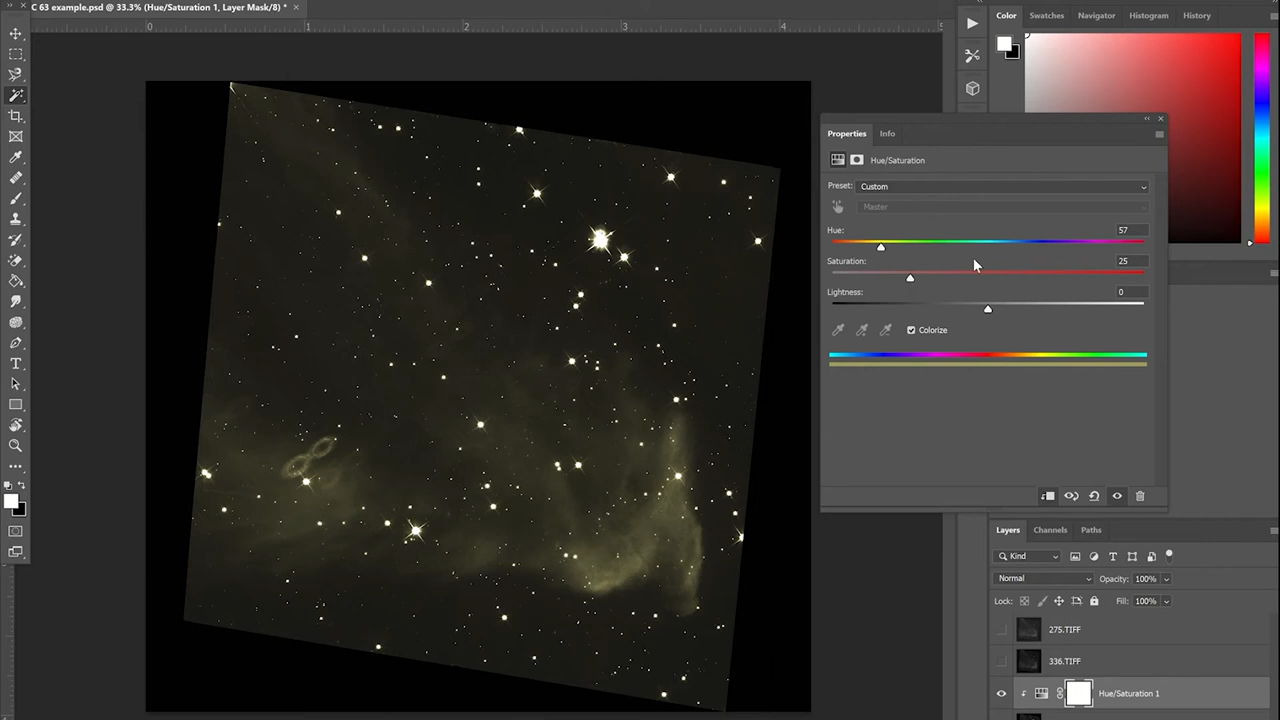 C 63 example.psd @ 33.3% (Hue/Saturation 1, Layer Mask/8) *
0 1 2 3 4
Color Swatches Navigator Histogram History
Properties Info
Hue/Saturation
Preset: Custom
Master
Hue: 57
Saturation: 25
Lightness: 0
Colorize
Layers Channels Paths
Kind
Normal Opacity: 100%
Lock: Fill: 100%
275.TIFF
336.TIFF
Hue/Saturation 1